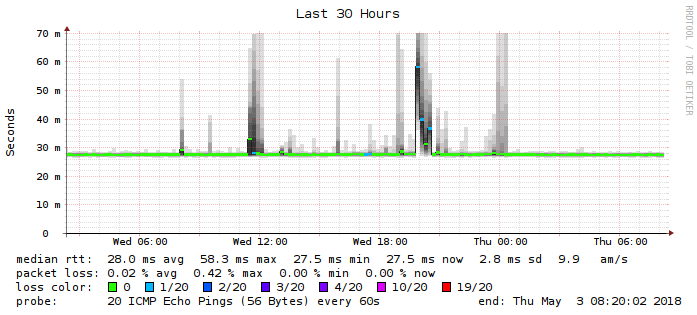 Last 30 Hours
RRDTOOL / TOBI OETIKER
Seconds
70 m
60 m
50 m
40 m
30 m
20 m
10 m
0
Wed 06:00 Wed 12:00 Wed 18:00 Thu 00:00 Thu 06:00
median rtt: 28.0 ms avg 58.3 ms max 27.5 ms min 27.5 ms now 2.8 ms sd 9.9 am/s
packet loss: 0.02 % avg 0.42 % max 0.00 % min 0.00 % now
loss color: 0 1/20 2/20 3/20 4/20 10/20 19/20
probe: 20 ICMP Echo Pings (56 Bytes) every 60s end: Thu May 3 08:20:02 2018